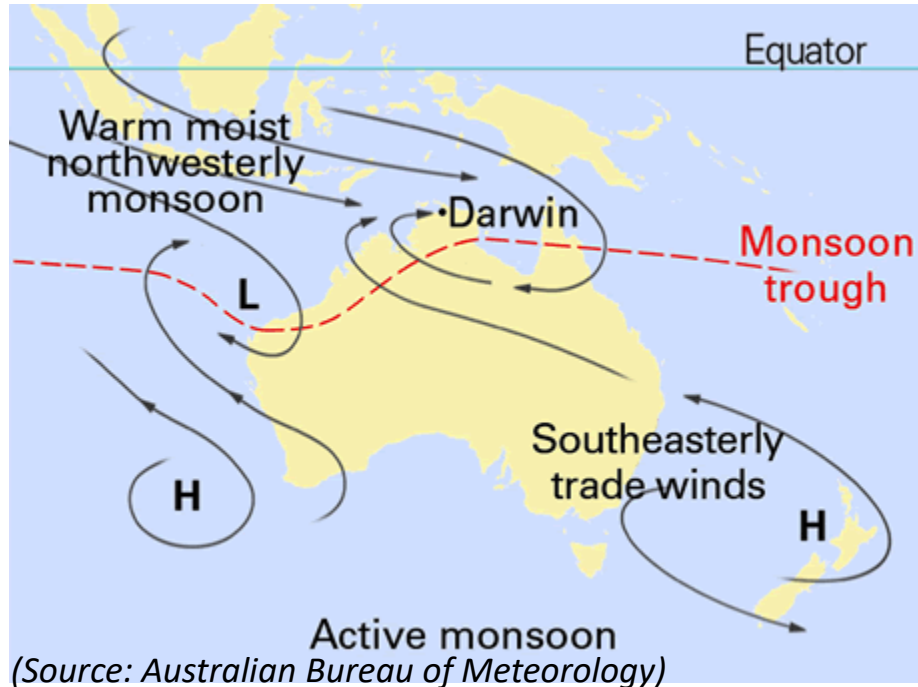 Equator
Warm moist
northwesterly
monsoon
Darwin
Monsoon
trough
L
Southeasterly
trade winds
H
H
Active monsoon
(Source: Australian Bureau of Meteorology)